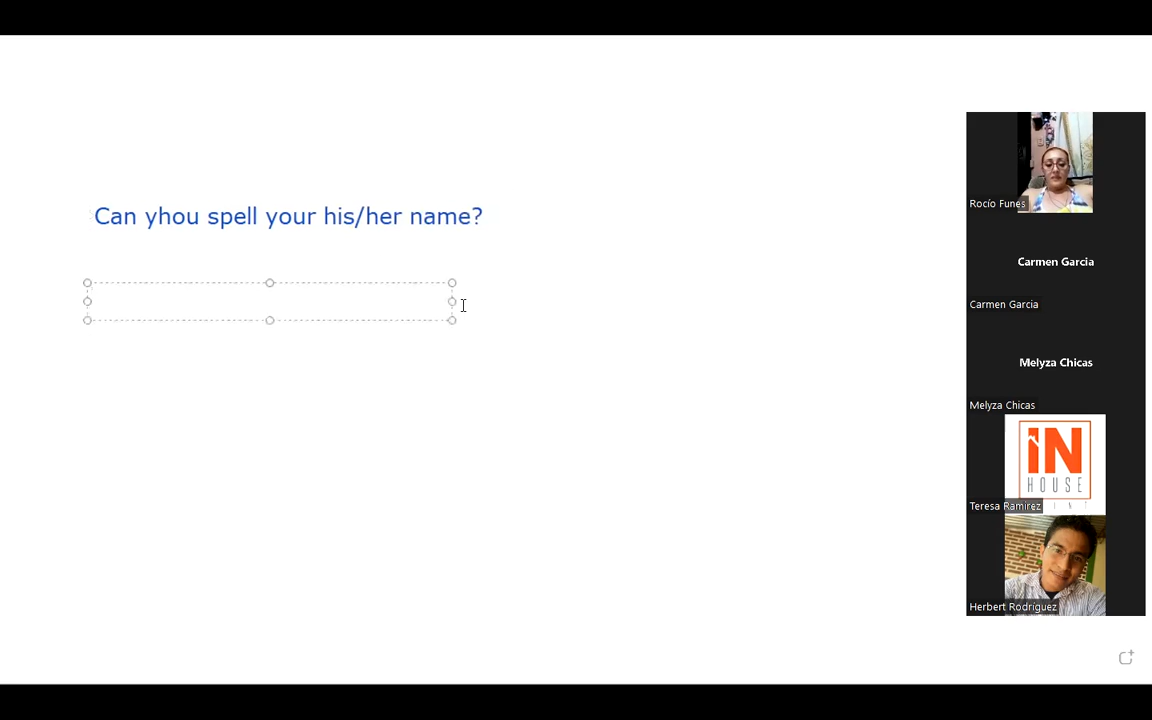 Can yhou spell your his/her name?
Rocío Funes
Carmen Garcia
Carmen Garcia
Melyza Chicas
Melyza Chicas
iN
HOUSE
Teresa Ramirez
Herbert Rodríguez